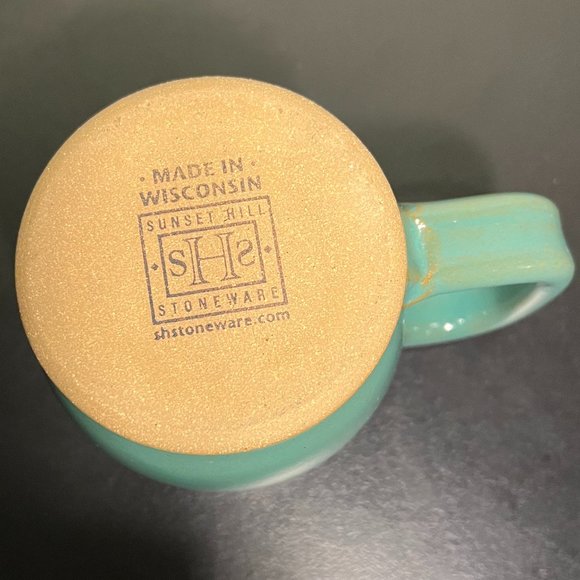 · MADE IN ·
WISCONSIN
SUNSET HILL
· SHS ·
STONEWARE
shstoneware.com